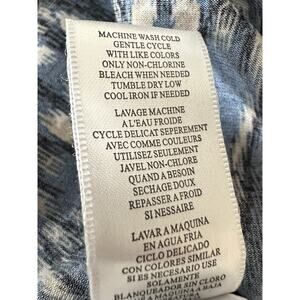 MACHINE WASH COLD
GENTLE CYCLE
WITH LIKE COLORS
ONLY NON-CHLORINE
BLEACH WHEN NEEDED
TUMBLE DRY LOW
COOL IRON IF NEEDED
LAVAGE MACHINE
A L'EAU FROIDE
CYCLE DELICAT SEPEREMENT
AVEC COMME COULEURS
UTILISEZ SEULEMENT
JAVEL NON-CHLORE
QUAND A BESOIN
SECHAGE DOUX
REPASSER A FROID
SI NESSAIRE
LAVAR A MAQUINA
EN AGUA FRIA
CICLO DELICADO
CON COLORES SIMILAR
SI ES NECESARIO USE
SOLAMENTE
BLANQUEADOR SIN CLORO